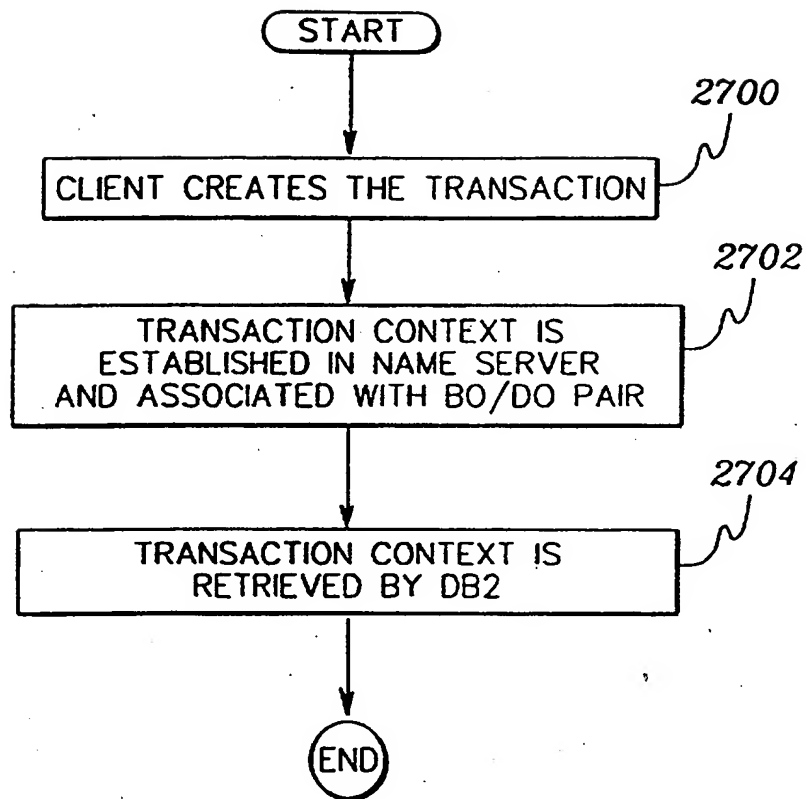 START
2700
CLIENT CREATES THE TRANSACTION
2702
TRANSACTION CONTEXT IS
ESTABLISHED IN NAME SERVER
AND ASSOCIATED WITH BO/DO PAIR
2704
TRANSACTION CONTEXT IS
RETRIEVED BY DB2
END